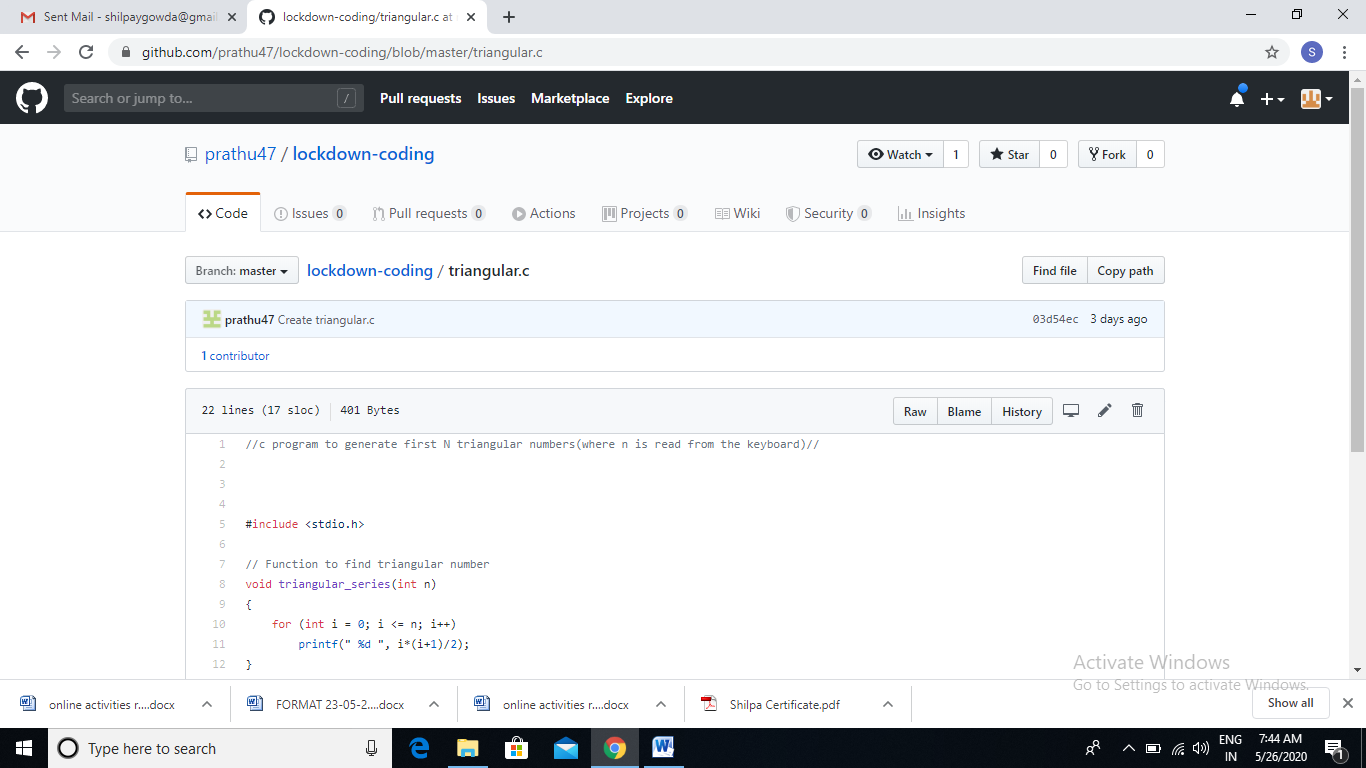 Sent Mail - shilpaygowda@gmai
lockdown-coding/triangular.c at
github.com/prathu47/lockdown-coding/blob/master/triangular.c
S
Search or jump to...
/
Pull requests Issues Marketplace Explore
prathu47 / lockdown-coding
Watch 1 Star 0 Fork 0
Code Issues 0 Pull requests 0 Actions Projects 0 Wiki Security 0 Insights
Branch: master lockdown-coding / triangular.c
Find file Copy path
prathu47 Create triangular.c
03d54ec 3 days ago
1 contributor
22 lines (17 sloc) 401 Bytes
Raw Blame History
1 //c program to generate first N triangular numbers(where n is read from the keyboard)//
2
3
4
5 #include <stdio.h>
6
7 // Function to find triangular number
8 void triangular_series(int n)
9 {
10 for (int i = 0; i <= n; i++)
11 printf(" %d ", i*(i+1)/2);
12 }
Activate Windows
Go to Settings to activate Windows.
online activities r....docx
FORMAT 23-05-2....docx
online activities r....docx
Shilpa Certificate.pdf
Show all
Type here to search
ENG
IN
7:44 AM
5/26/2020
1